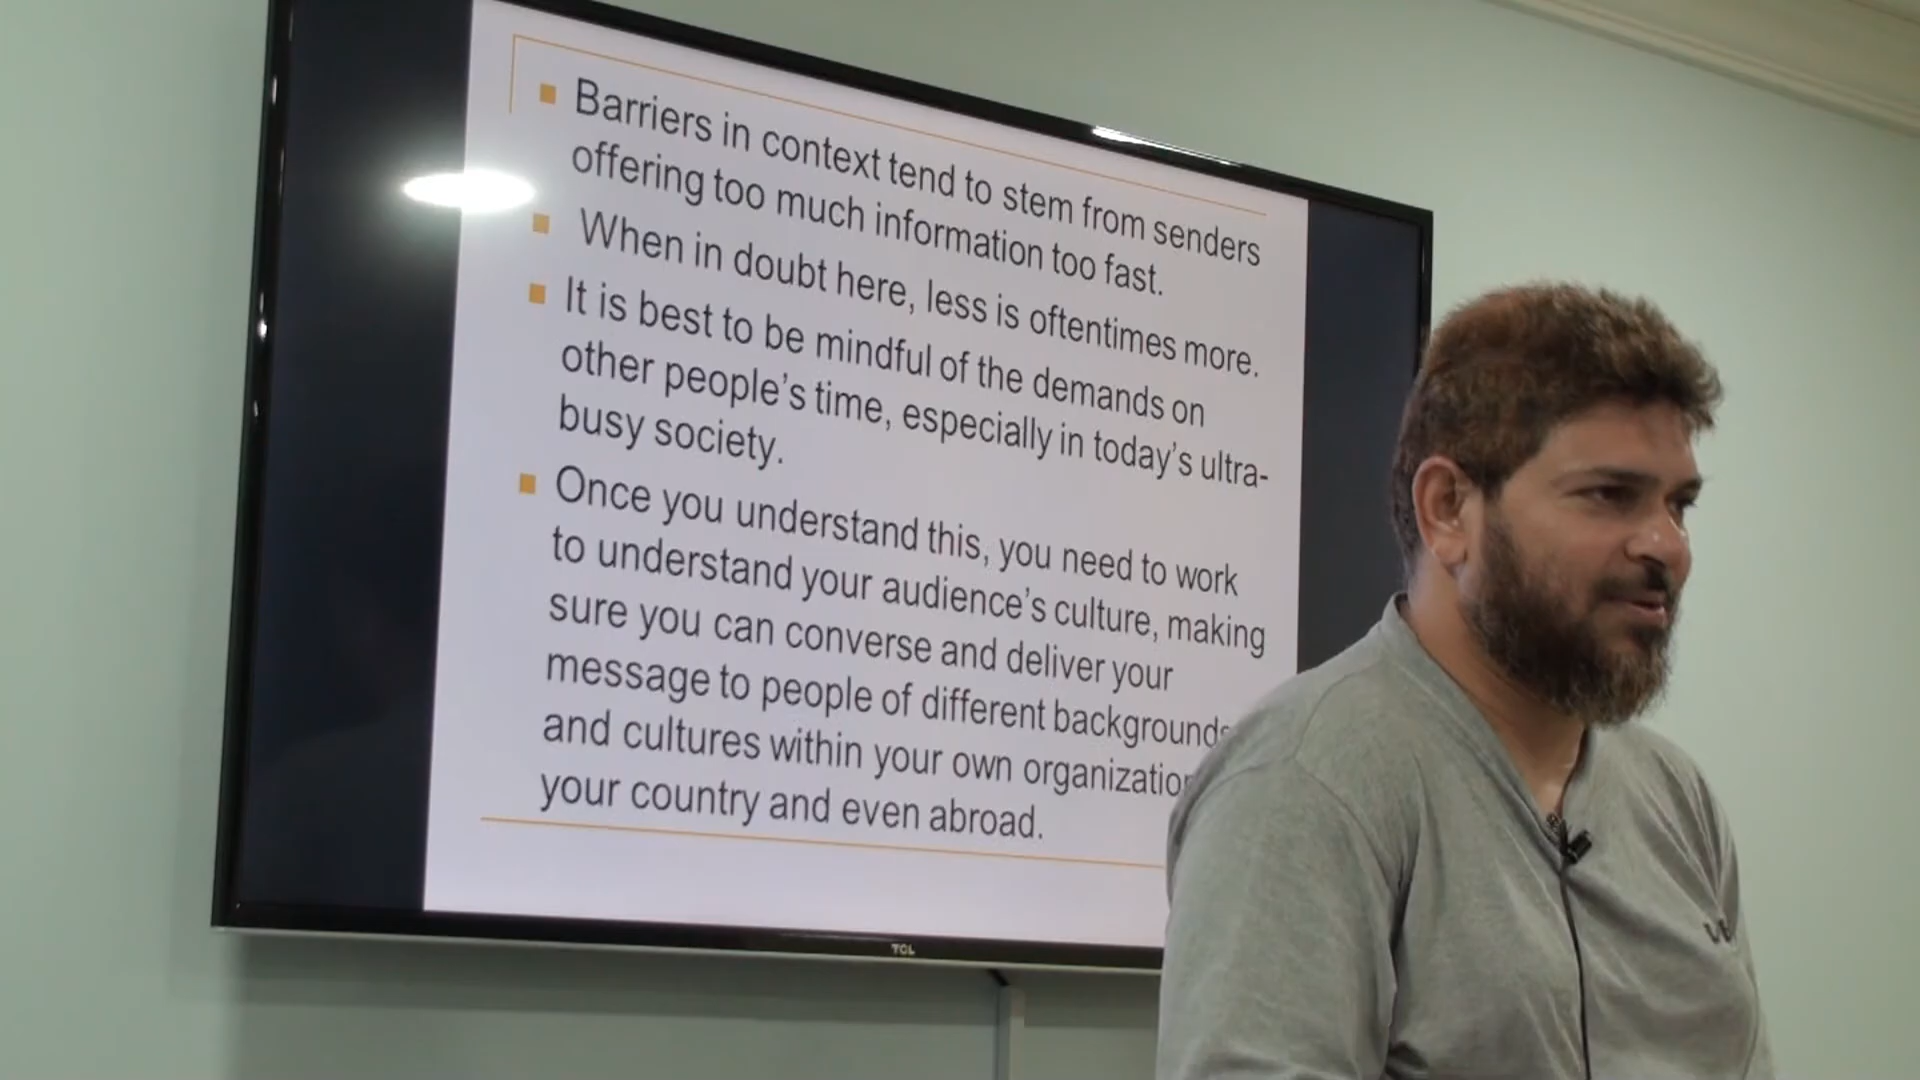 Barriers in context tend to stem from senders
offering too much information too fast.
When in doubt here, less is oftentimes more.
It is best to be mindful of the demands on
other people's time, especially in today's ultra-
busy society.
Once you understand this, you need to work
to understand your audience's culture, making
sure you can converse and deliver your
message to people of different backgrounds
and cultures within your own
your country and even abroad.
TCL